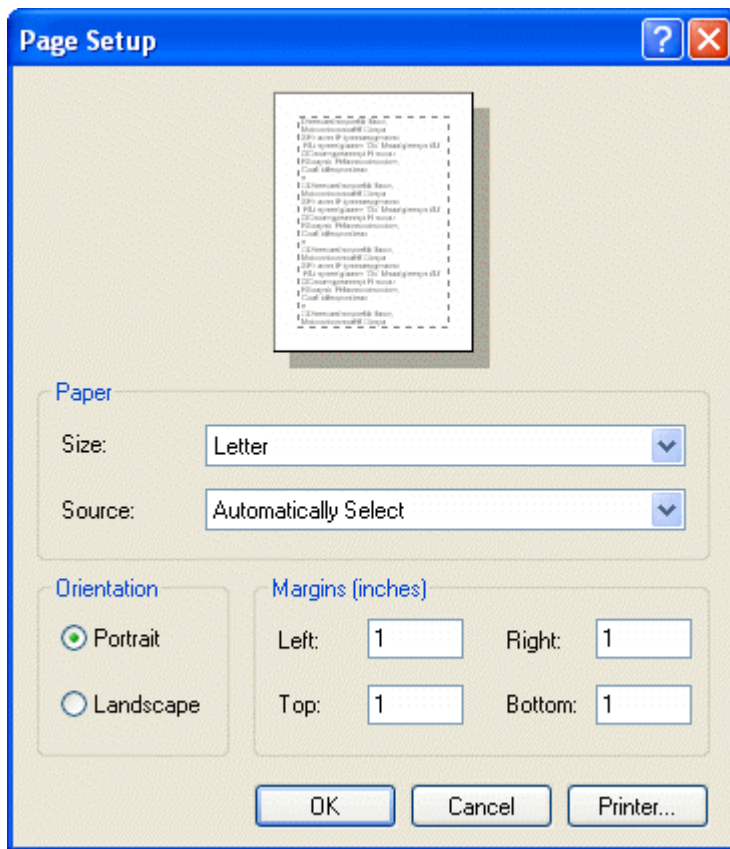 Page Setup
Paper
Size: Letter
Source: Automatically Select
Orientation
Margins (inches)
Portrait
Left: 1 Right: 1
Landscape
Top: 1 Bottom: 1
OK Cancel Printer...